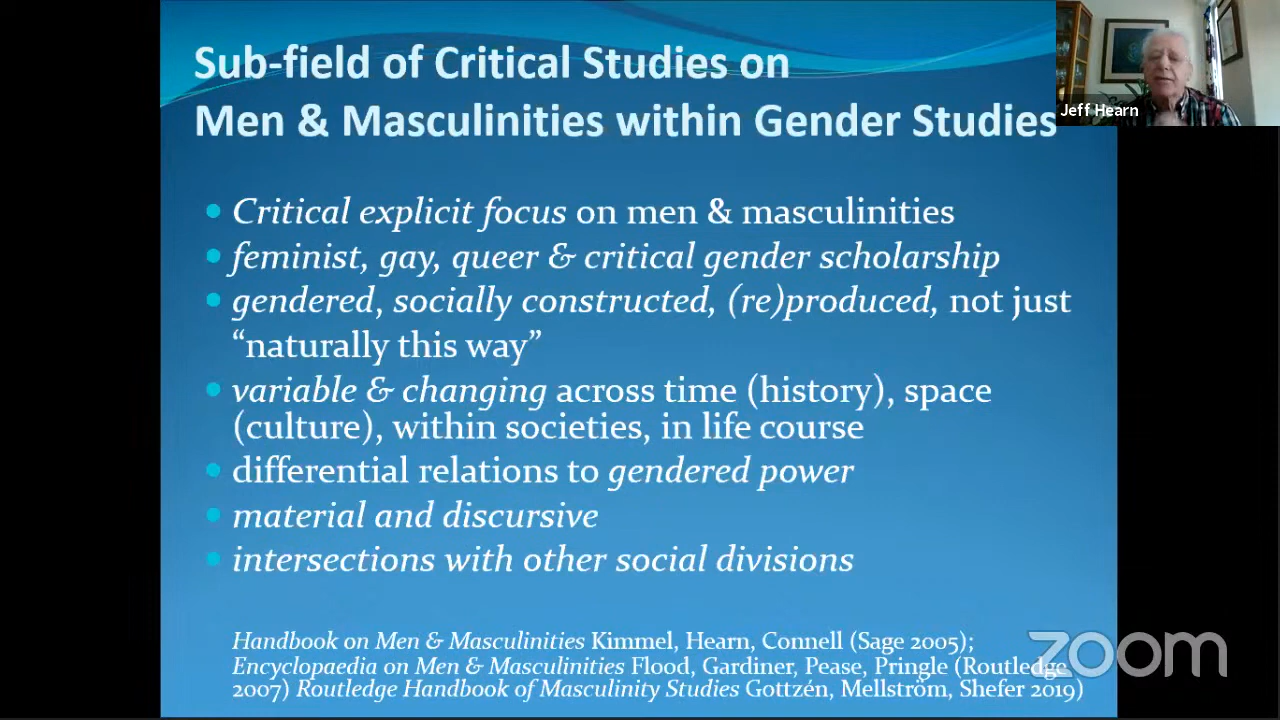 Sub-field of Critical Studies on
Men & Masculinities within Gender Studies
Jeff Hearn
Critical explicit focus on men & masculinities
feminist, gay, queer & critical gender scholarship
gendered, socially constructed, (re)produced, not just
“naturally this way”
variable & changing across time (history), space
(culture), within societies, in life course
differential relations to gendered power
material and discursive
intersections with other social divisions
Handbook on Men & Masculinities Kimmel, Hearn, Connell (Sage 2005);
Encyclopaedia on Men & Masculinities Flood, Gardiner, Pease, Pringle (Routledge
2007) Routledge Handbook of Masculinity Studies Gottzén, Mellström, Shefer 2019)
zoom